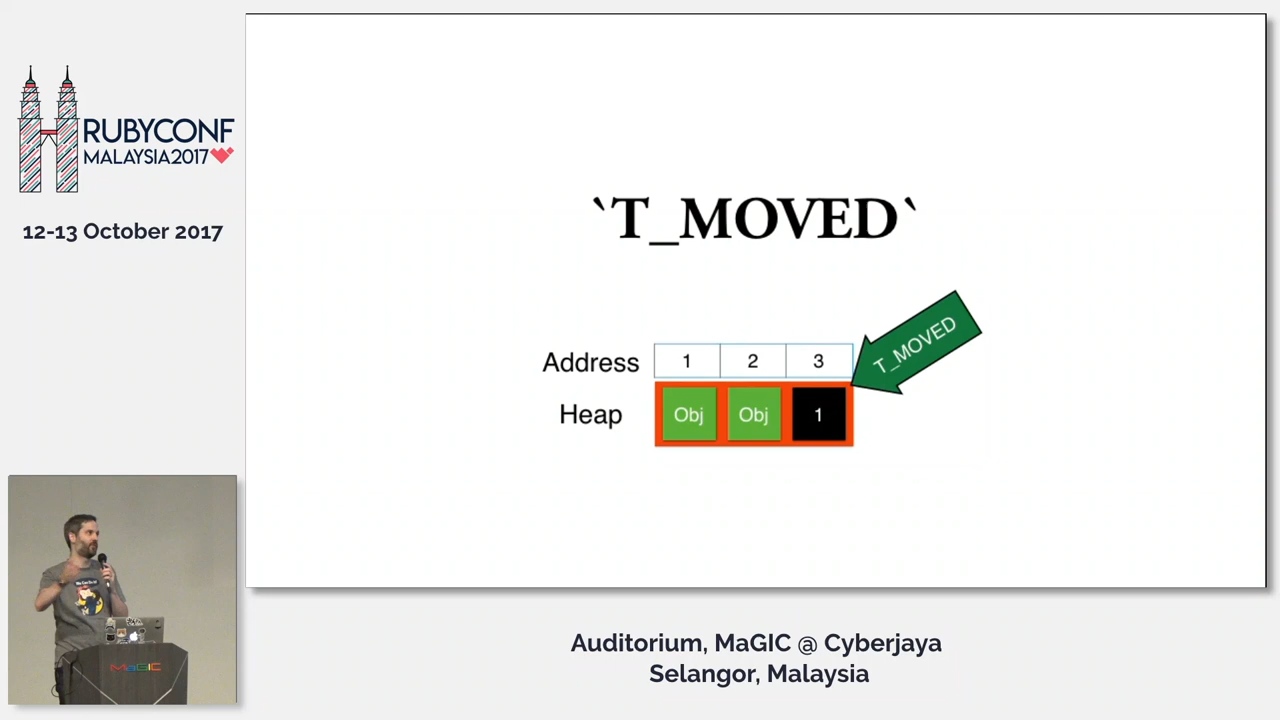 RUBYCONF
MALAYSIA2017
12-13 October 2017
`T_MOVED`
T_MOVED
Address 1 2 3
Heap Obj Obj 1
MaGIC
Auditorium, MaGIC @ Cyberjaya
Selangor, Malaysia